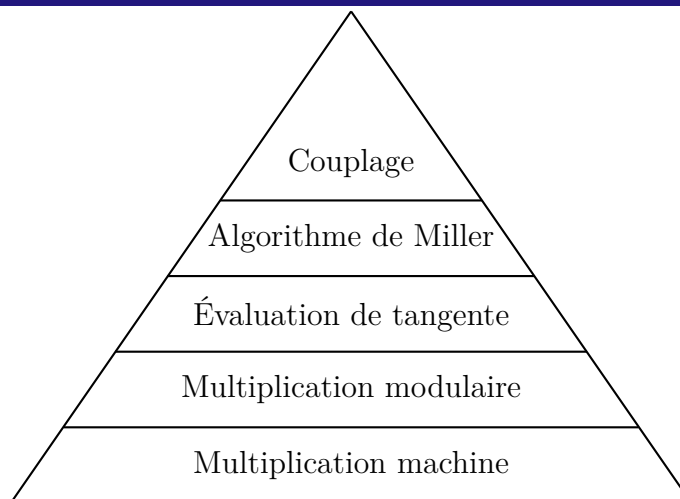 Couplage
Algorithme de Miller
Évaluation de tangente
Multiplication modulaire
Multiplication machine